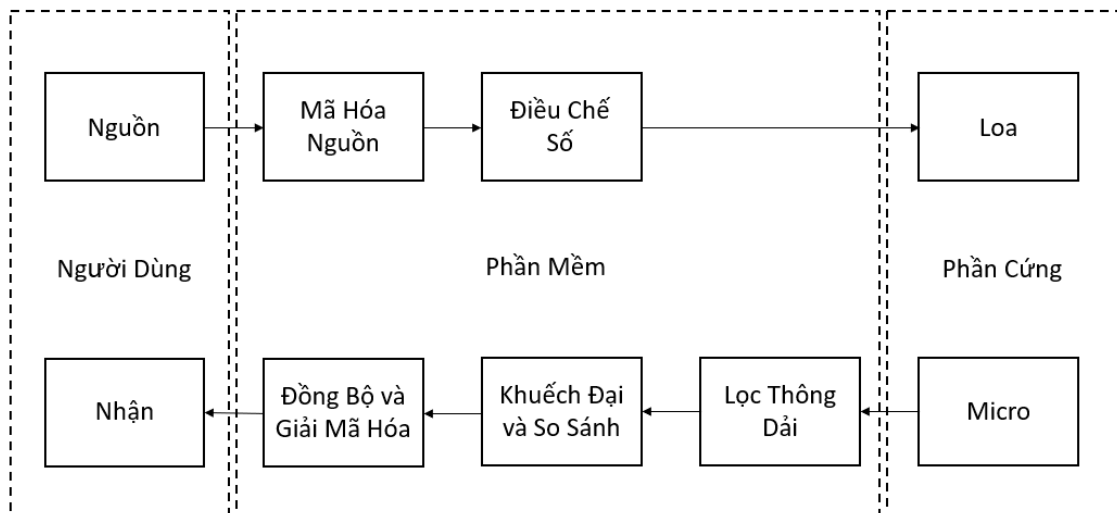 Nguồn
Mã Hóa
Nguồn
Điều Chế
Số
Loa
Người Dùng
Phần Mềm
Phần Cứng
Nhận
Đồng Bộ và
Giải Mã Hóa
Khuếch Đại
và So Sánh
Lọc Thông
Dải
Micro